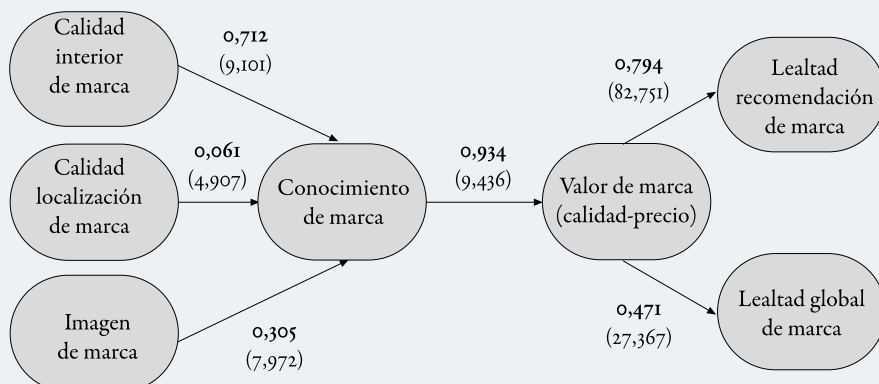 Calidad
interior
de marca
0,712
(9,101)
Calidad
localización
de marca
0,061
(4,907)
Imagen
de marca
0,305
(7,972)
Conocimiento
de marca
0,934
(9,436)
Valor de marca
(calidad-precio)
0,794
(82,751)
Lealtad
recomendación
de marca
0,471
(27,367)
Lealtad global
de marca